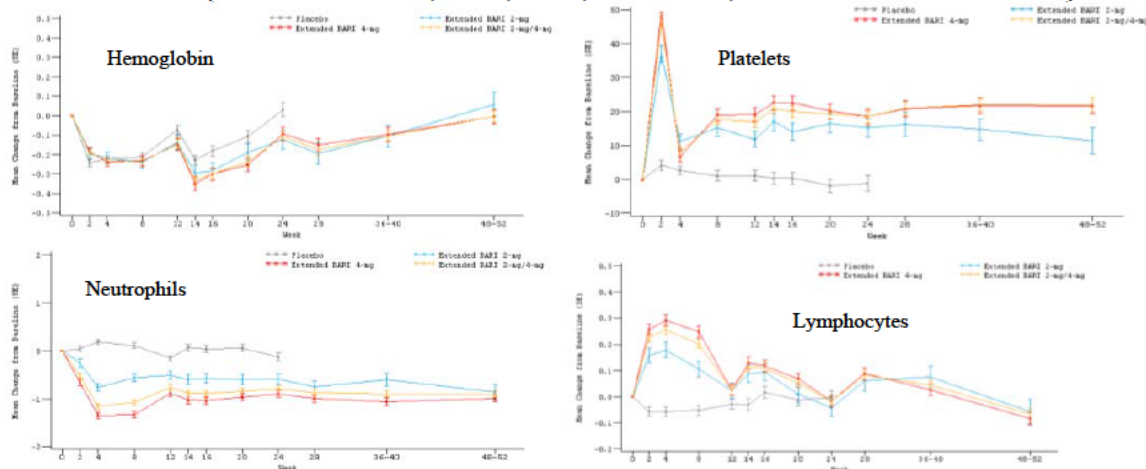 Placebo
Extended BARI 4-mg
Extended BARI 2-mg
Extended BARI 2-mg/4-mg
Hemoglobin
Mean Change from Baseline (SE)
0.5
0.4
0.3
0.2
0.1
0.0
-0.1
-0.2
-0.3
-0.4
-0.5
0 2 4 8 12 14 16 20 24 28 36-40 48-52
Week
Placebo
Extended BARI 4-mg
Extended BARI 2-mg
Extended BARI 2-mg/4-mg
Platelets
Mean Change from Baseline (SE)
50
40
30
20
10
0
-10
0 2 4 8 12 14 16 20 24 28 36-40 48-52
Week
Placebo
Extended BARI 4-mg
Extended BARI 2-mg
Extended BARI 2-mg/4-mg
Neutrophils
Mean Change from Baseline (SE)
2
1
0
-1
-2
0 2 4 8 12 14 16 20 24 28 36-40 48-52
Week
Placebo
Extended BARI 4-mg
Extended BARI 2-mg
Extended BARI 2-mg/4-mg
Lymphocytes
Mean Change from Baseline (SE)
0.5
0.4
0.3
0.2
0.1
0.0
-0.1
-0.2
0 2 4 8 12 14 16 20 24 28 36-40 48-52
Week